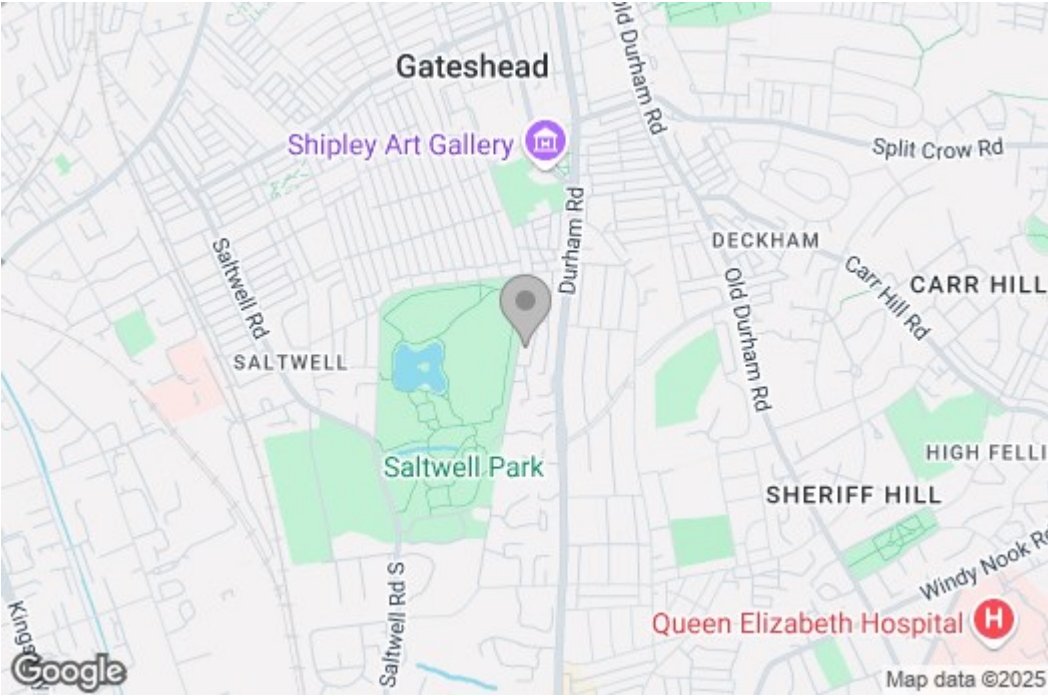 Gateshead
Old Durham Rd
Shipley Art Gallery
Split Crow Rd
Durham Rd
DECKHAM
Saltwell Rd
Old Durham Rd
Carr Hill Rd
CARR HILL
SALTWELL
HIGH FELLI
Saltwell Park
SHERIFF HILL
Windy Nook Rd
Saltwell Rd S
Queen Elizabeth Hospital
H
Google
Map data ©2025